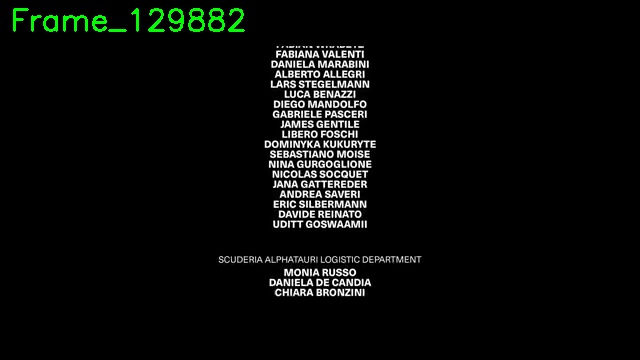 Frame_129882
FABIANA VALENTI
DANIELA MARABINI
ALBERTO ALLEGRI
LARS STEGELMANN
LUCA BENAZZI
DIEGO MANDOLFO
GABRIELE PASCERI
JAMES GENTILE
LIBERO FOSCHI
DOMINYKA KUKURYTE
SEBASTIANO MOISE
NINA GURGOGLIONE
NICOLAS SOCQUET
JANA GATTEREDER
ANDREA SAVERI
ERIC SILBERMANN
DAVIDE REINATO
UDITT GOSWAAMII
SCUDERIA ALPHATAURI LOGISTIC DEPARTMENT
MONIA RUSSO
DANIELA DE CANDIA
CHIARA BRONZINI